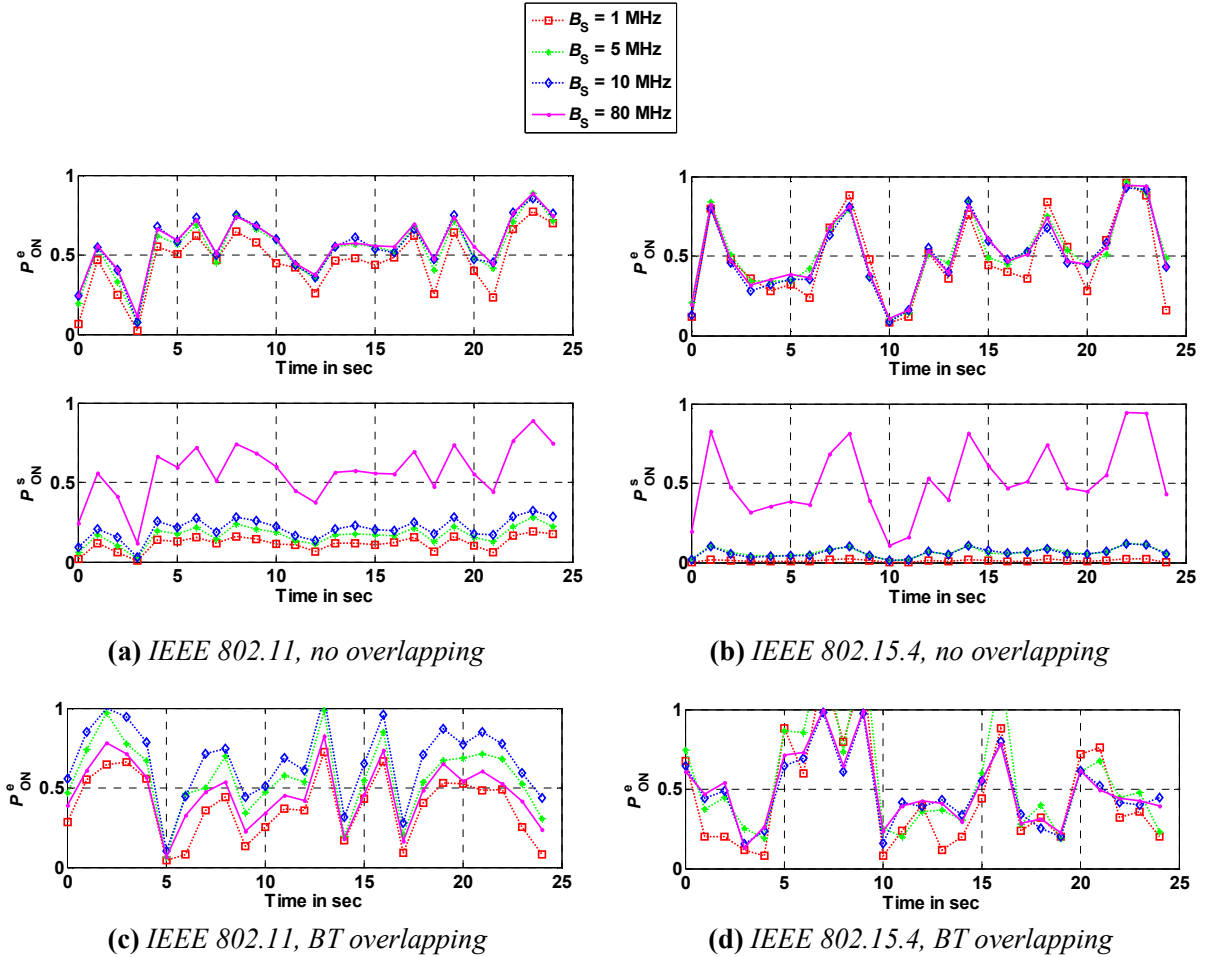 B_S = 1 MHz
B_S = 5 MHz
B_S = 10 MHz
B_S = 80 MHz
P^e_ON
1
0.5
0
0 5 10 15 20 25
Time in sec
P^e_ON
1
0.5
0
0 5 10 15 20 25
Time in sec
P^s_ON
1
0.5
0
0 5 10 15 20 25
Time in sec
P^s_ON
1
0.5
0
0 5 10 15 20 25
Time in sec
(a) IEEE 802.11, no overlapping
(b) IEEE 802.15.4, no overlapping
P^e_ON
1
0.5
0
0 5 10 15 20 25
Time in sec
P^e_ON
1
0.5
0
0 5 10 15 20 25
Time in sec
(c) IEEE 802.11, BT overlapping
(d) IEEE 802.15.4, BT overlapping